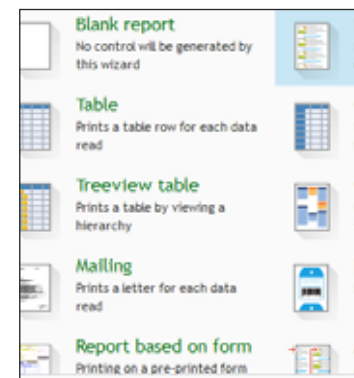 Blank report
No control will be generated by
this wizard
Table
Prints a table row for each data
read
Treeview table
Prints a table by viewing a
hierarchy
Mailing
Prints a letter for each data
read
Report based on form
Printing on a pre-printed form